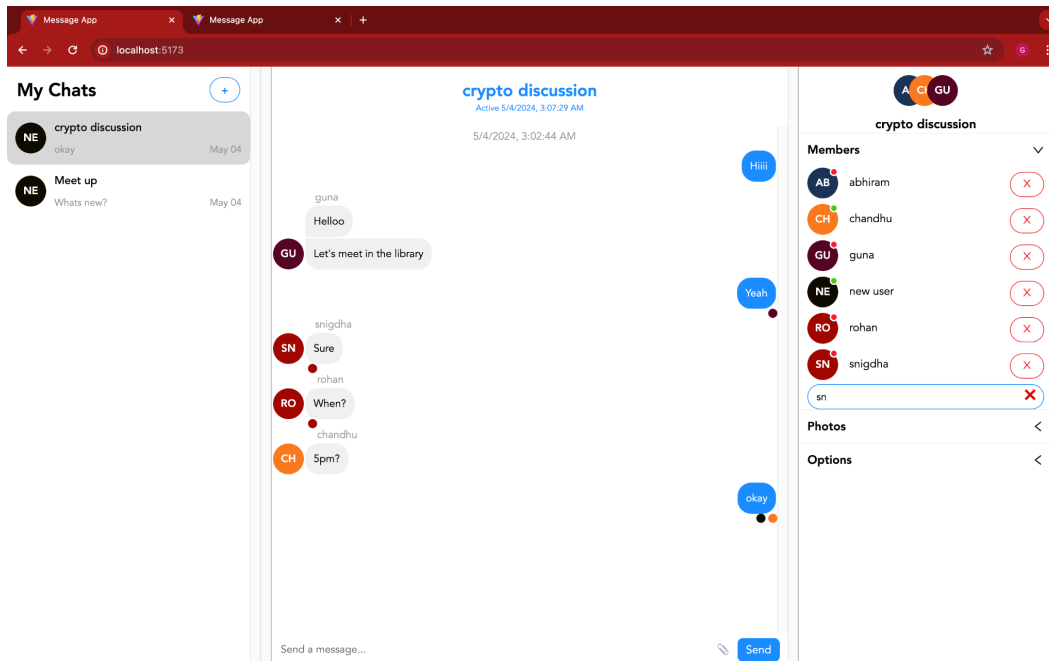 Message App
Message App
localhost:5173
G
My Chats
+
NE
crypto discussion
okay
May 04
NE
Meet up
Whats new?
May 04
crypto discussion
Active 5/4/2024, 3:07:29 AM
5/4/2024, 3:02:44 AM
Hiiii
guna
Helloo
GU
Let's meet in the library
Yeah
snigdha
SN
Sure
rohan
RO
When?
chandhu
CH
5pm?
okay
Send a message...
Send
GU
crypto discussion
Members
AB
abhiram
X
CH
chandhu
X
GU
guna
X
NE
new user
X
RO
rohan
X
SN
snigdha
X
sn
Photos
Options